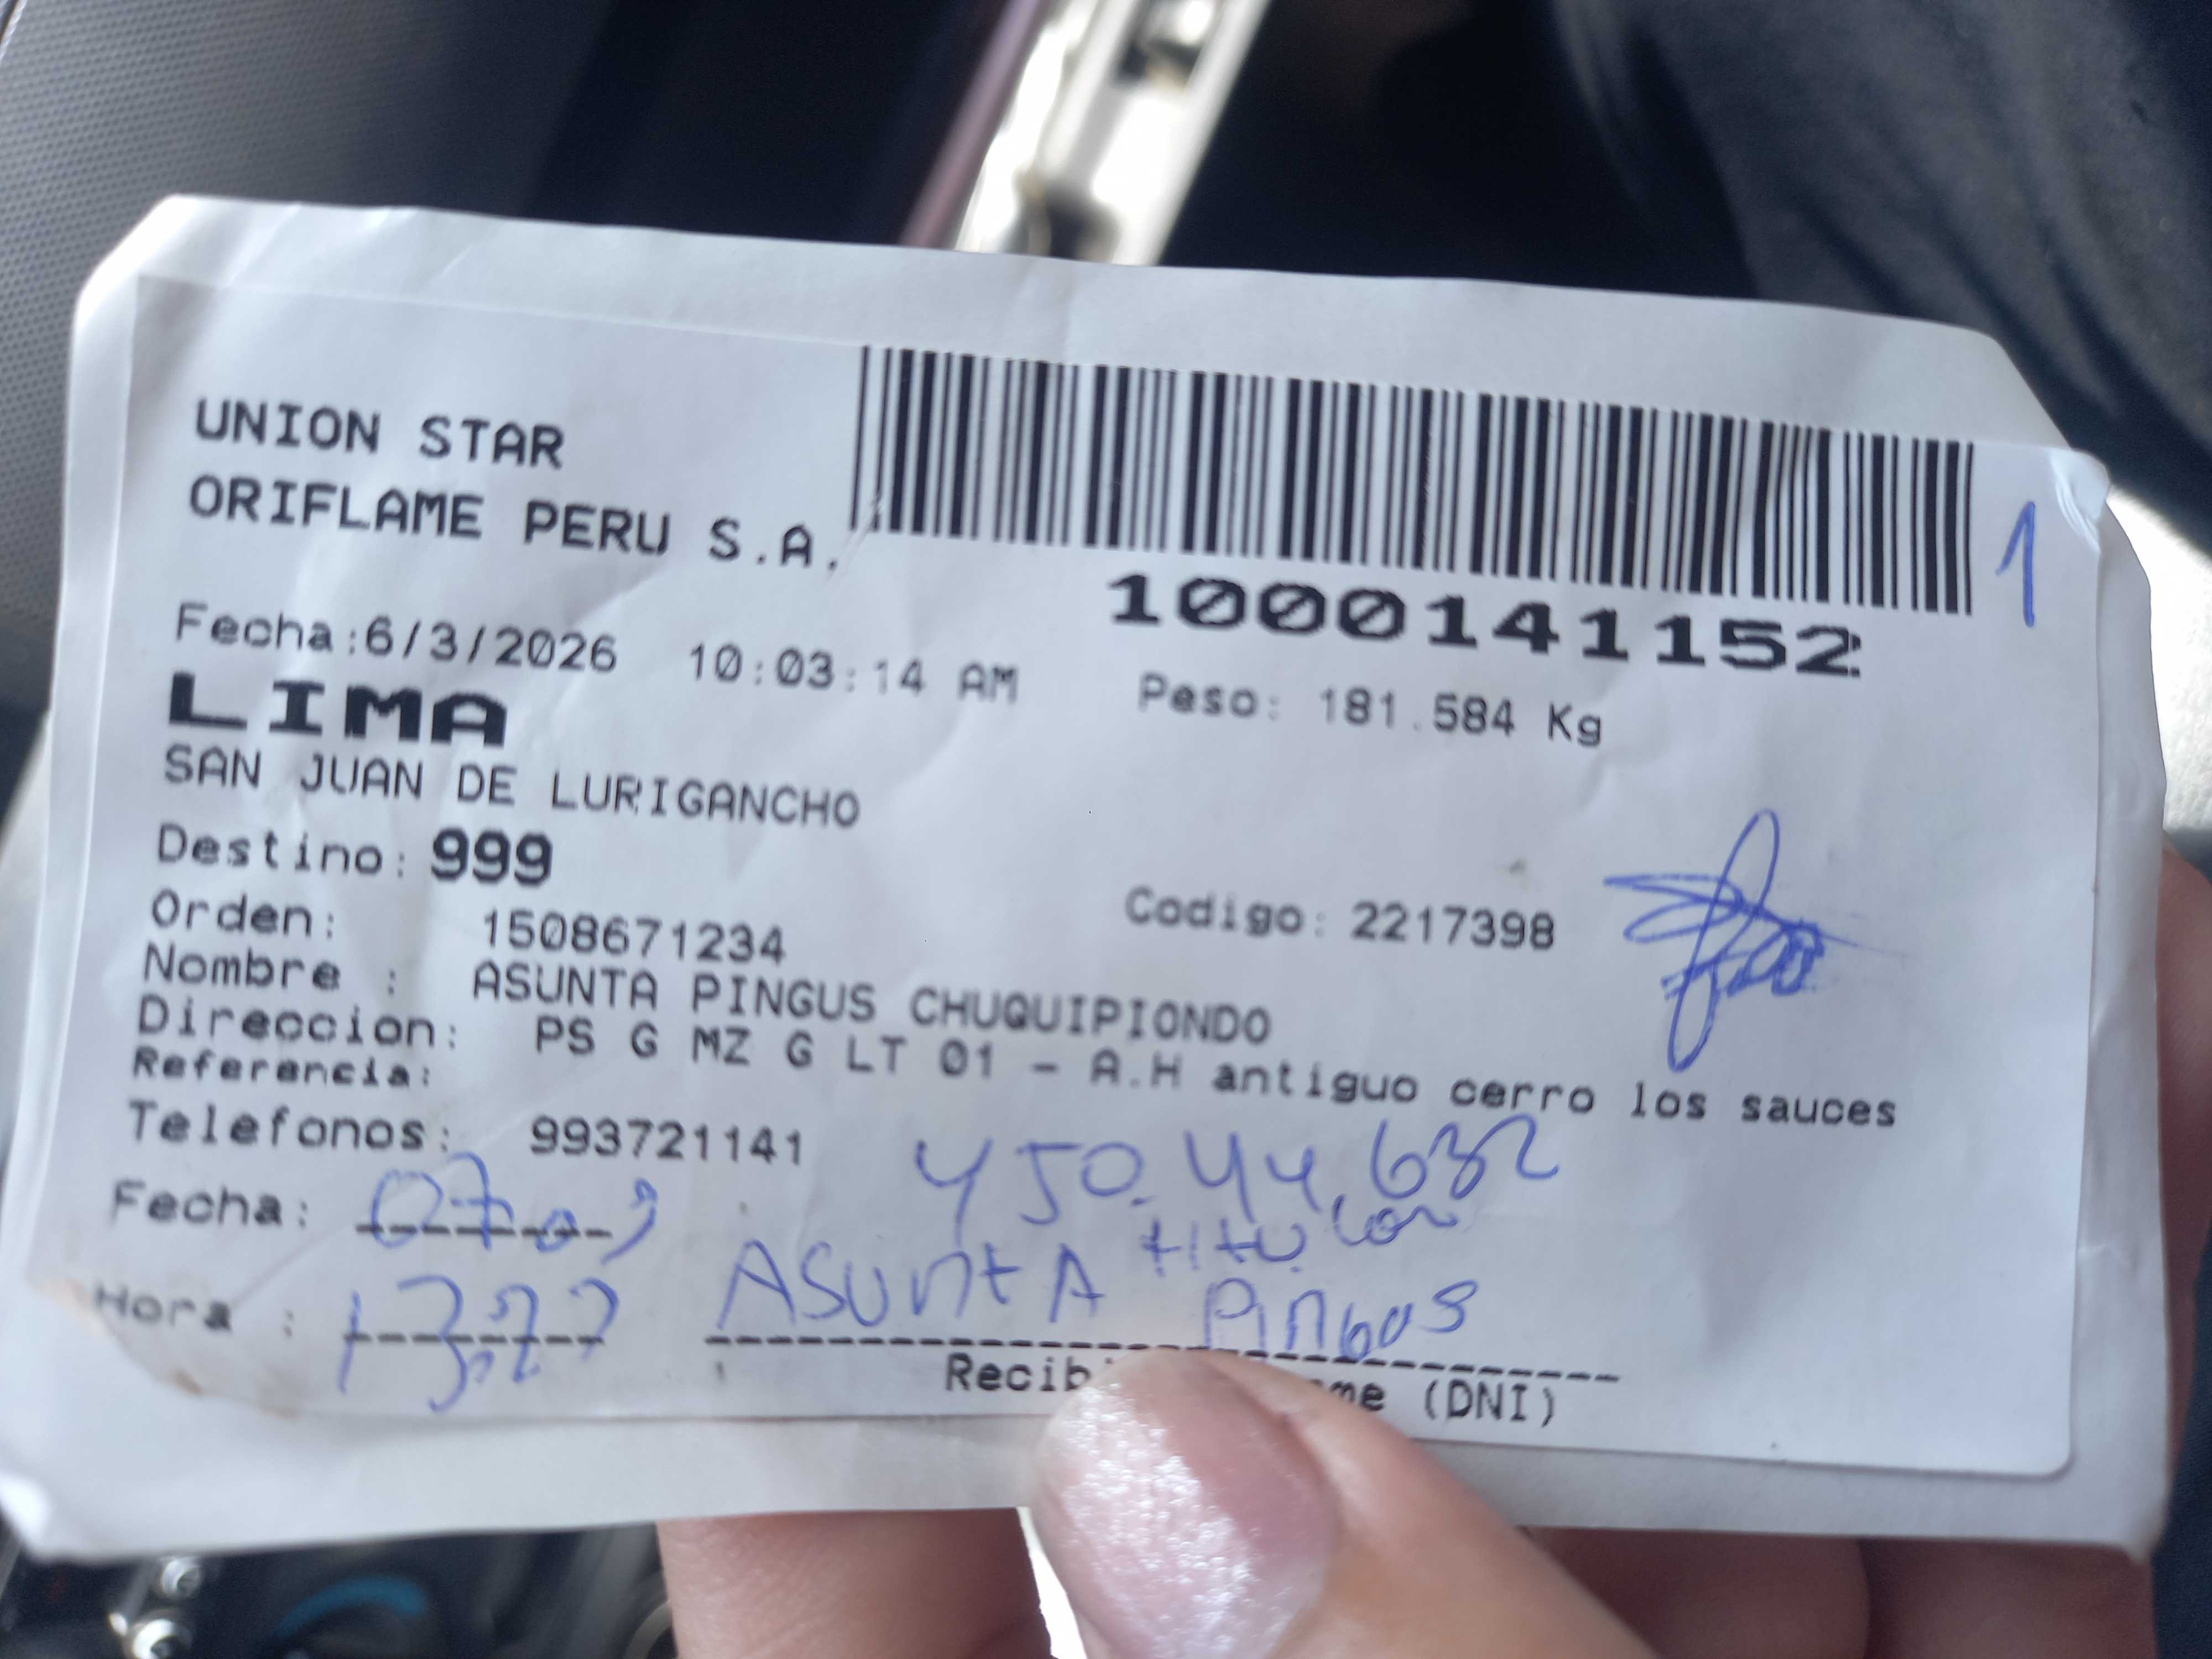 UNION STAR
ORIFLAME PERU S.A.
1
1000141152
Fecha:6/3/2026 10:03:14 AM
Peso: 181.584 Kg
LIMA
SAN JUAN DE LURIGANCHO
Destino: 999
Orden: 1508671234
Codigo: 2217398
Nombre : ASUNTA PINGUS CHUQUIPIONDO
Direccion: PS G MZ G LT 01 - A.H antiguo cerro los sauces
Referencia:
Telefonos: 993721141
Fecha:
titular
Hora :
ASUntA Pingus
(DNI)